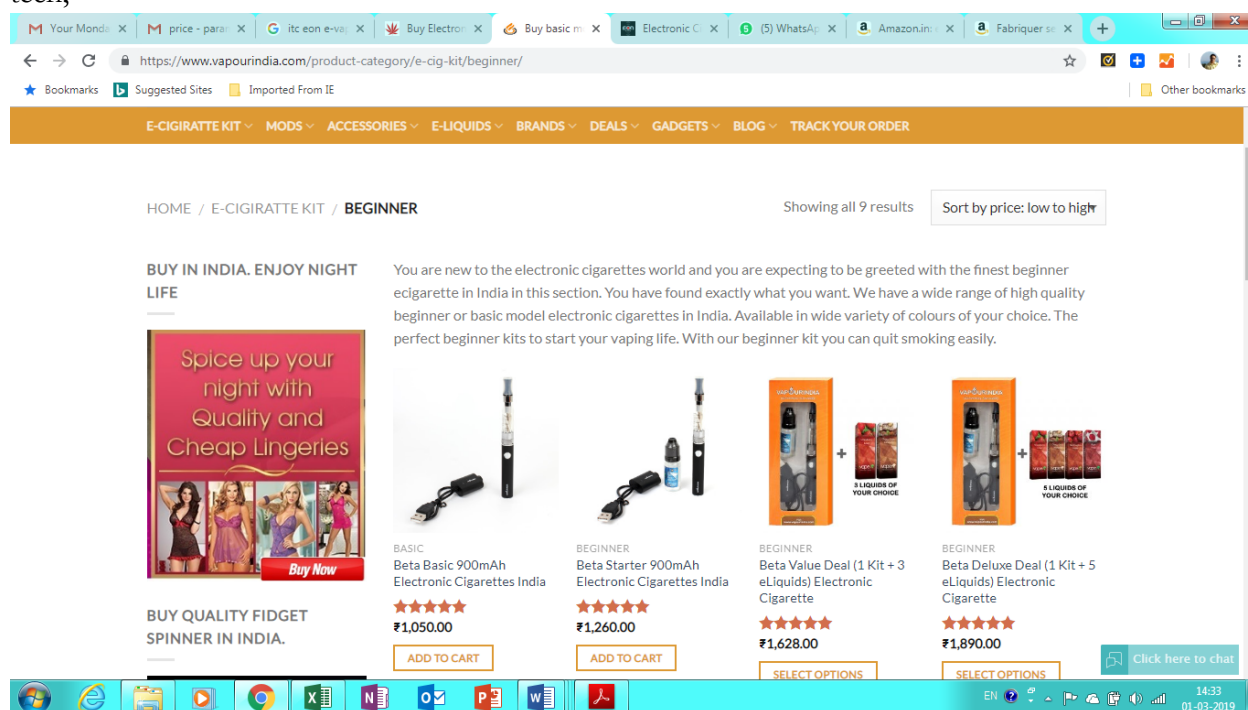 tech,
Your Monda
price - paran
itc eon e-vap
Buy Electron
Buy basic m
Electronic C
(5) WhatsAp
Amazon.in:
Fabriquer se
https://www.vapourindia.com/product-category/e-cig-kit/beginner/
Bookmarks Suggested Sites Imported From IE Other bookmarks
E-CIGIRATTE KIT MODS ACCESSORIES E-LIQUIDS BRANDS DEALS GADGETS BLOG TRACK YOUR ORDER
HOME / E-CIGIRATTE KIT / BEGINNER
Showing all 9 results
Sort by price: low to high
BUY IN INDIA. ENJOY NIGHT
LIFE
Spice up your
night with
Quality and
Cheap Lingeries
Buy Now
BUY QUALITY FIDGET
SPINNER IN INDIA.
You are new to the electronic cigarettes world and you are expecting to be greeted with the finest beginner
ecigarette in India in this section. You have found exactly what you want. We have a wide range of high quality
beginner or basic model electronic cigarettes in India. Available in wide variety of colours of your choice. The
perfect beginner kits to start your vaping life. With our beginner kit you can quit smoking easily.
BASIC
Beta Basic 900mAh
Electronic Cigarettes India
₹1,050.00
ADD TO CART
BEGINNER
Beta Starter 900mAh
Electronic Cigarettes India
₹1,260.00
ADD TO CART
VAPOURINDIA
+
3 LIQUIDS OF
YOUR CHOICE
BEGINNER
Beta Value Deal (1 Kit + 3
eLiquids) Electronic
Cigarette
₹1,628.00
SELECT OPTIONS
VAPOURINDIA
+
5 LIQUIDS OF
YOUR CHOICE
BEGINNER
Beta Deluxe Deal (1 Kit + 5
eLiquids) Electronic
Cigarette
₹1,890.00
SELECT OPTIONS
Click here to chat
EN
14:33
01-03-2019